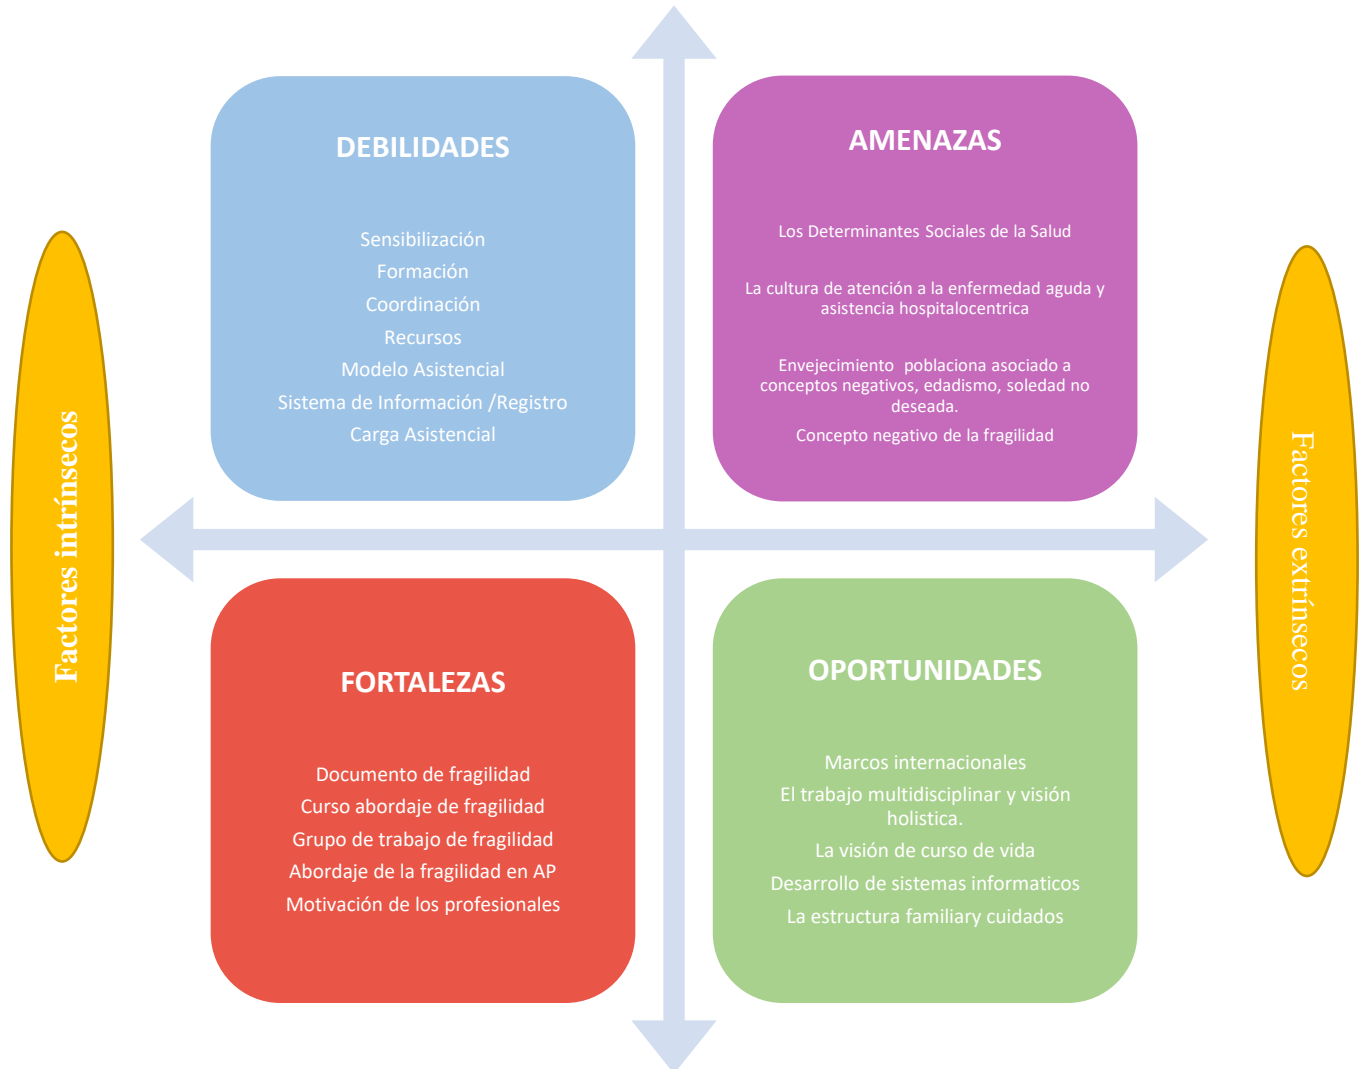 DEBILIDADES
Sensibilización
Formación
Coordinación
Recursos
Modelo Asistencial
Sistema de Información /Registro
Carga Asistencial
AMENAZAS
Los Determinantes Sociales de la Salud
La cultura de atención a la enfermedad aguda y
asistencia hospitalocentrica
Envejecimiento poblaciona asociado a
conceptos negativos, edadismo, soledad no
deseada.
Concepto negativo de la fragilidad
Factores intrínsecos
Factores extrínsecos
FORTALEZAS
Documento de fragilidad
Curso abordaje de fragilidad
Grupo de trabajo de fragilidad
Abordaje de la fragilidad en AP
Motivación de los profesionales
OPORTUNIDADES
Marcos internacionales
El trabajo multidisciplinar y visión
holistica.
La visión de curso de vida
Desarrollo de sistemas informaticos
La estructura familiary cuidados